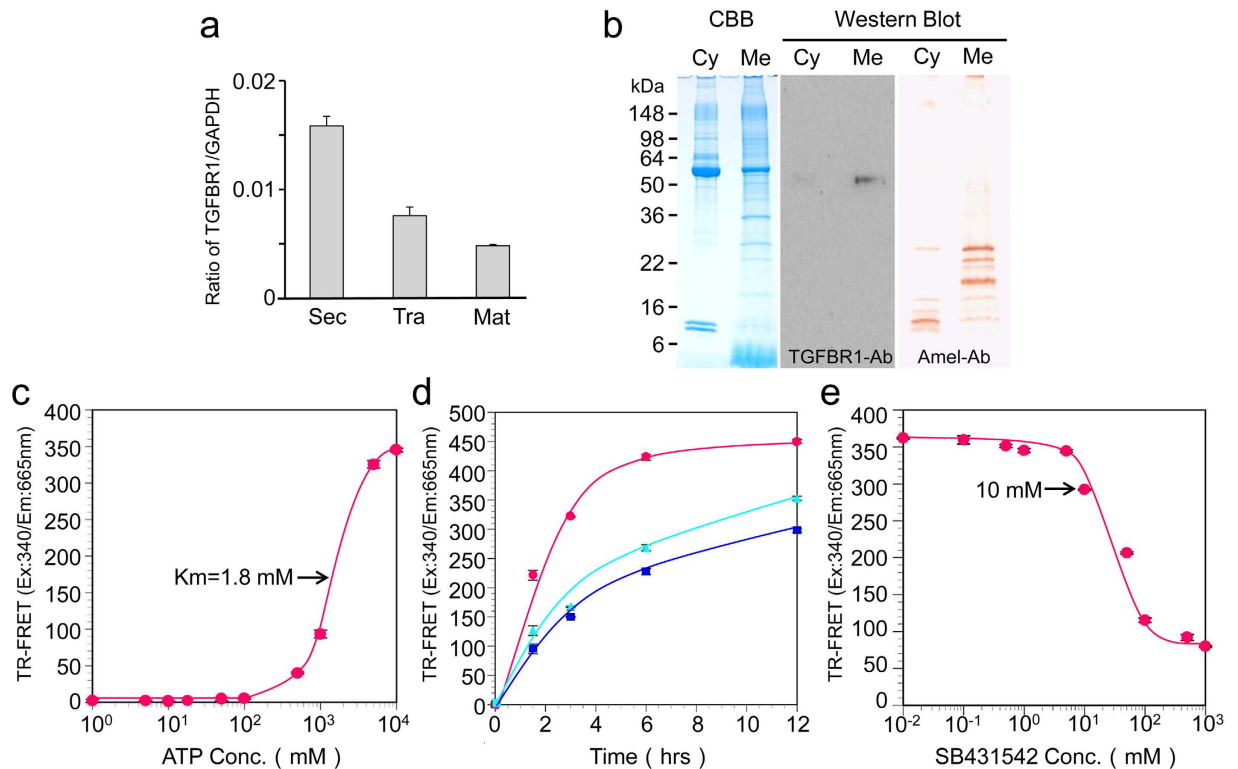 a
Ratio of TGFBR1/GAPDH
0.02
0.01
0
Sec
Tra
Mat
b
CBB
Western Blot
Cy
Me
Cy
Me
Cy
Me
kDa
148
98
64
50
36
22
16
6
TGFBR1-Ab
Amel-Ab
c
TR-FRET (Ex:340/Em:665nm)
400
350
300
250
200
150
100
50
0
Km=1.8 mM
10⁰
10¹
10²
10³
10⁴
ATP Conc. ( mM )
d
TR-FRET (Ex:340/Em:665nm)
500
450
400
350
300
250
200
150
100
50
0
0
2
4
6
8
10
12
Time ( hrs )
e
TR-FRET (Ex:340/Em:665nm)
400
350
300
250
200
150
100
50
0
10 mM
10⁻²
10⁻¹
10⁰
10¹
10²
10³
SB431542 Conc. ( mM )